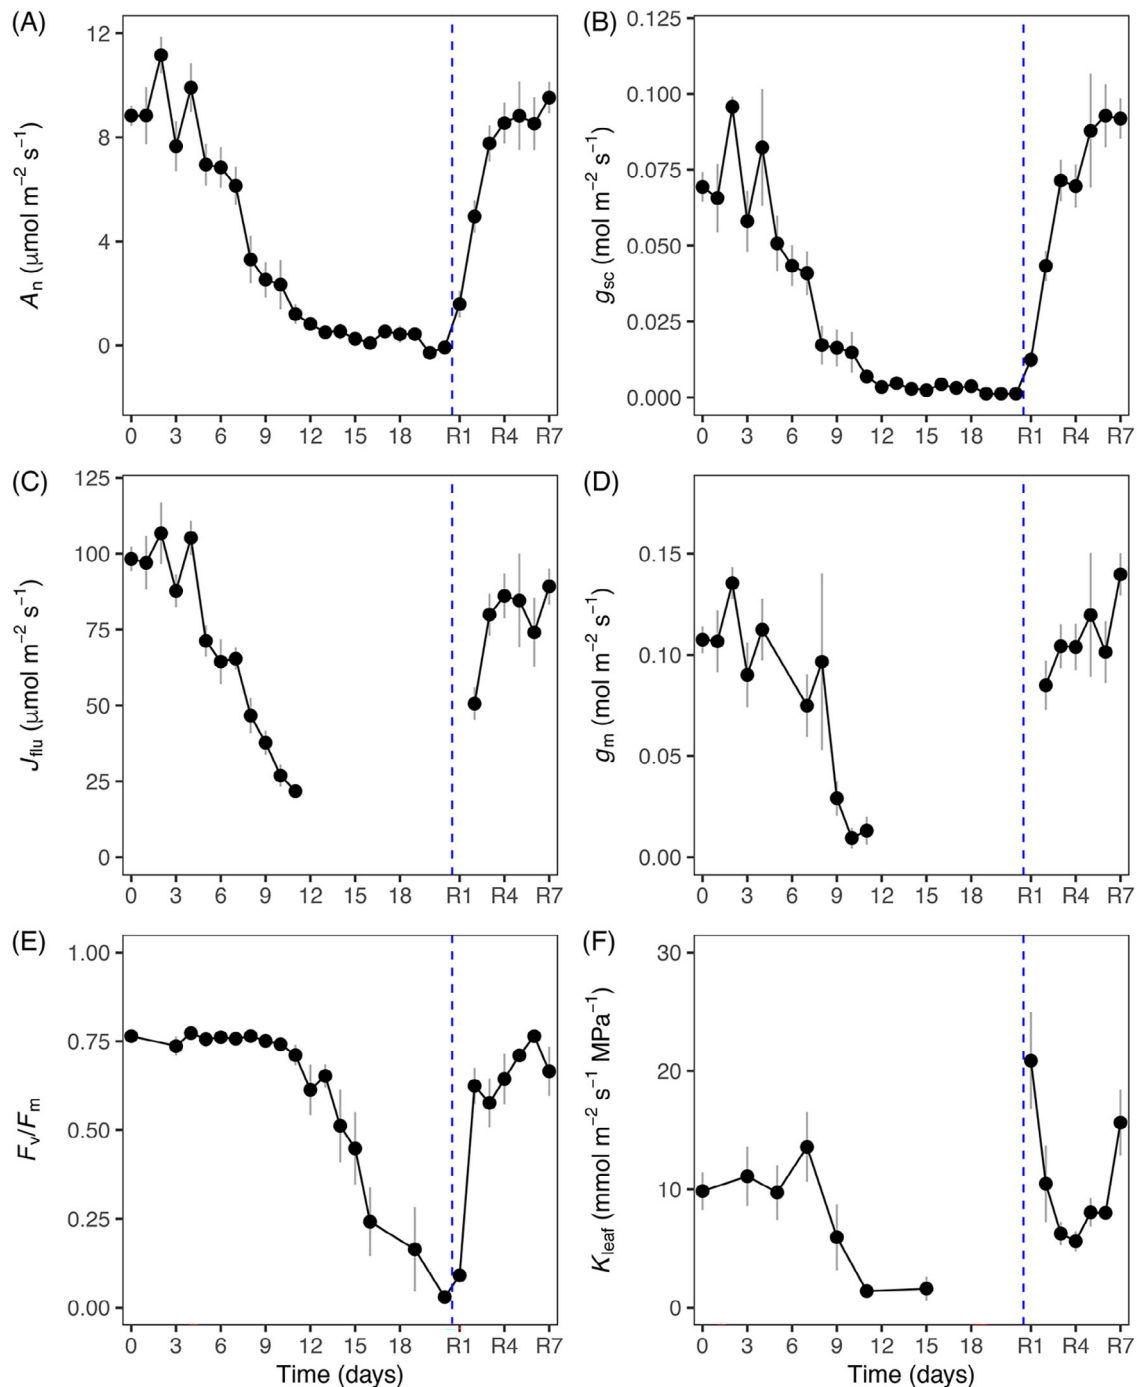 (A)
12
8
4
0
An (μmol m−2 s−1)
0 3 6 9 12 15 18 R1 R4 R7
(B)
0.125
0.100
0.075
0.050
0.025
0.000
gsc (mol m−2 s−1)
0 3 6 9 12 15 18 R1 R4 R7
(C)
125
100
75
50
25
0
Jflu (μmol m−2 s−1)
0 3 6 9 12 15 18 R1 R4 R7
(D)
0.15
0.10
0.05
0.00
gm (mol m−2 s−1)
0 3 6 9 12 15 18 R1 R4 R7
(E)
1.00
0.75
0.50
0.25
0.00
Fv/Fm
0 3 6 9 12 15 18 R1 R4 R7
Time (days)
(F)
30
20
10
0
Kleaf (mmol m−2 s−1 MPa−1)
0 3 6 9 12 15 18 R1 R4 R7
Time (days)